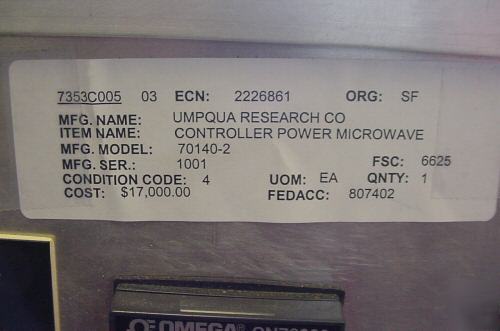 7353C005 03 ECN: 2226861 ORG: SF
MFG. NAME: UMPQUA RESEARCH CO
ITEM NAME: CONTROLLER POWER MICROWAVE
MFG. MODEL: 70140-2
MFG. SER.: 1001 FSC: 6625
CONDITION CODE: 4 UOM: EA QNTY: 1
COST: $17,000.00 FEDACC: 807402
OMEGA®